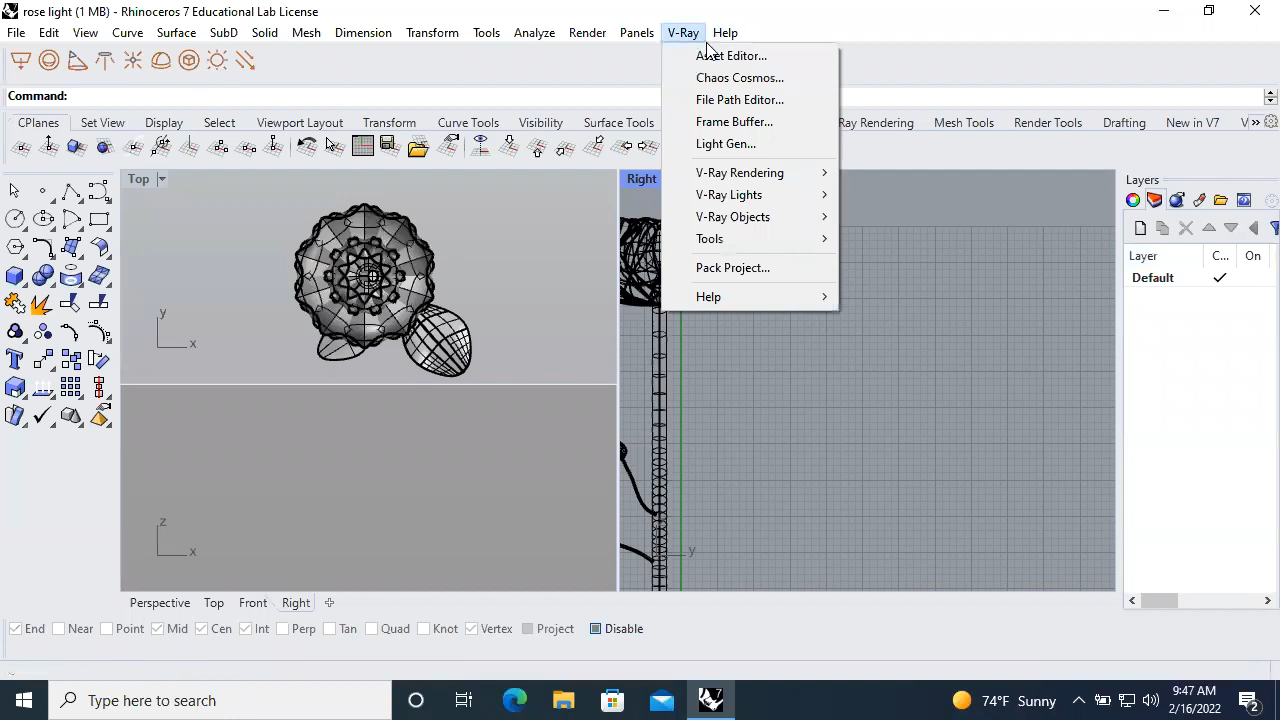 rose light (1 MB) - Rhinoceros 7 Educational Lab License
File Edit View Curve Surface SubD Solid Mesh Dimension Transform Tools Analyze Render Panels V-Ray Help
Command:
CPlanes Set View Display Select Viewport Layout Transform Curve Tools Visibility Surface Tools Ray Rendering Mesh Tools Render Tools Drafting New in V7 V »
Asset Editor...
Chaos Cosmos...
File Path Editor...
Frame Buffer...
Light Gen...
V-Ray Rendering
V-Ray Lights
V-Ray Objects
Tools
Pack Project...
Help
Top
Right
y
x
z
x
y
Layers
Layer C... On
Default
Perspective Top Front Right
End Near Point Mid Cen Int Perp Tan Quad Knot Vertex Project Disable
Type here to search
74°F Sunny
9:47 AM
2/16/2022
2